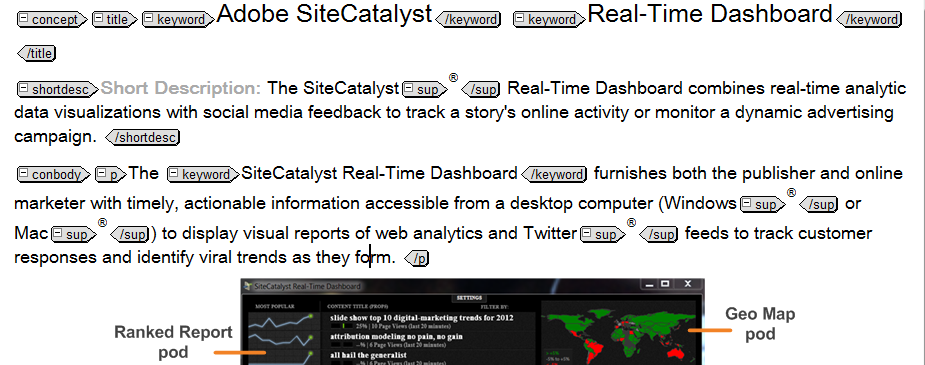 concept title keyword Adobe SiteCatalyst /keyword keyword Real-Time Dashboard /keyword
/title
shortdesc Short Description: The SiteCatalyst sup ® /sup Real-Time Dashboard combines real-time analytic
data visualizations with social media feedback to track a story's online activity or monitor a dynamic advertising
campaign. /shortdesc
conbody p The keyword SiteCatalyst Real-Time Dashboard /keyword furnishes both the publisher and online
marketer with timely, actionable information accessible from a desktop computer (Windows sup ® /sup or
Mac sup ® /sup ) to display visual reports of web analytics and Twitter sup ® /sup feeds to track customer
responses and identify viral trends as they form. /p
SiteCatalyst Real-Time Dashboard
SETTINGS
MOST POPULAR CONTENT TITLE (PROP1) FILTER BY:
slide show top 10 digital-marketing trends for 2012
25% | 10 Page Views (last 20 minutes)
attribution modeling no pain, no gain
--% | 6 Page Views (last 20 minutes)
all hail the generalist
--% | 6 Page Views (last 20 minutes)
Ranked Report
pod
Geo Map
pod